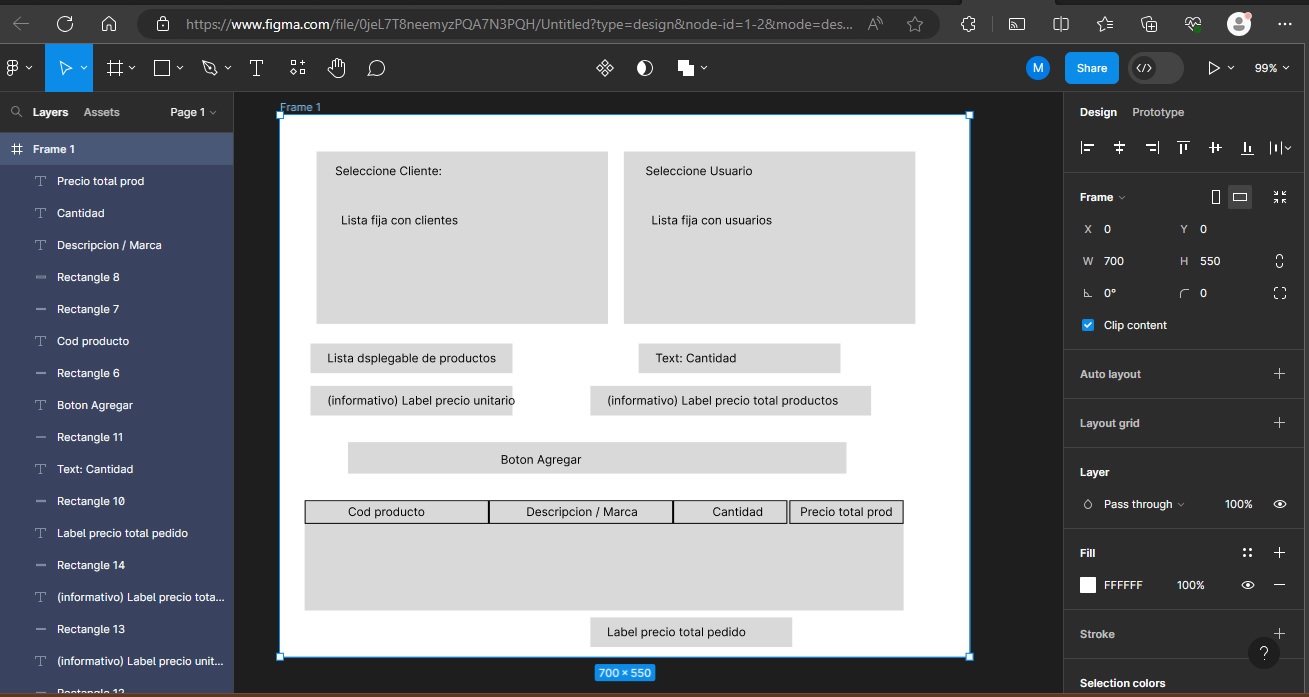 https://www.figma.com/file/0jeL7T8neemyzPQA7N3PQH/Untitled?type=design&node-id=1-2&mode=des...
M
Share
99%
Layers
Assets
Page 1
Frame 1
Precio total prod
Cantidad
Descripcion / Marca
Rectangle 8
Rectangle 7
Cod producto
Rectangle 6
Boton Agregar
Rectangle 11
Text: Cantidad
Rectangle 10
Label precio total pedido
Rectangle 14
(informativo) Label precio tota...
Rectangle 13
(informativo) Label precio unit...
Rectangle 12
Frame 1
Seleccione Cliente:
Lista fija con clientes
Seleccione Usuario
Lista fija con usuarios
Lista dsplegable de productos
Text: Cantidad
(informativo) Label precio unitario
(informativo) Label precio total productos
Boton Agregar
Cod producto
Descripcion / Marca
Cantidad
Precio total prod
Label precio total pedido
700 × 550
Design
Prototype
Frame
X 0
Y 0
W 700
H 550
0°
0
Clip content
Auto layout
Layout grid
Layer
Pass through
100%
Fill
FFFFFF
100%
Stroke
?
Selection colors